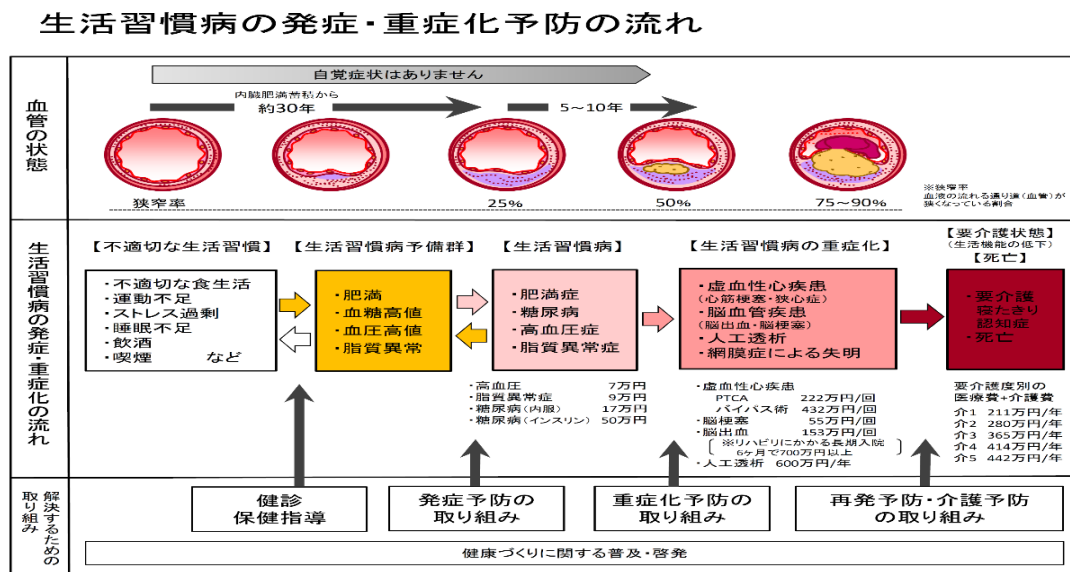 生活習慣病の発症・重症化予防の流れ
血管の状態
自覚症状はありません
内臓肥満蓄積から
約30年
5~10年
狭窄率
25%
50%
75~90%
※狭窄率
血液の流れる通り道(血管)が
狭くなっている割合
生活習慣病の発症・重症化の流れ
【不適切な生活習慣】
・不適切な食生活
・運動不足
・ストレス過剰
・睡眠不足
・飲酒
・喫煙 など
【生活習慣病予備群】
・肥満
・血糖高値
・血圧高値
・脂質異常
【生活習慣病】
・肥満症
・糖尿病
・高血圧症
・脂質異常症
・高血圧 7万円
・脂質異常症 9万円
・糖尿病(内服) 17万円
・糖尿病(インスリン) 50万円
【生活習慣病の重症化】
・虚血性心疾患
(心筋梗塞・狭心症)
・脳血管疾患
(脳出血・脳梗塞)
・人工透析
・網膜症による失明
・虚血性心疾患
PTCA 222万円/回
バイパス術 432万円/回
・脳梗塞 55万円/回
・脳出血 153万円/回
※リハビリにかかる長期入院
6ヶ月で700万円以上
・人工透析 600万円/年
【要介護状態】
(生活機能の低下)
【死亡】
・要介護
寝たきり
認知症
・死亡
要介護度別の
医療費+介護費
介1 211万円/年
介2 280万円/年
介3 365万円/年
介4 414万円/年
介5 442万円/年
解決するための
取り組み
健診
保健指導
発症予防の
取り組み
重症化予防の
取り組み
再発予防・介護予防
の取り組み
健康づくりに関する普及・啓発